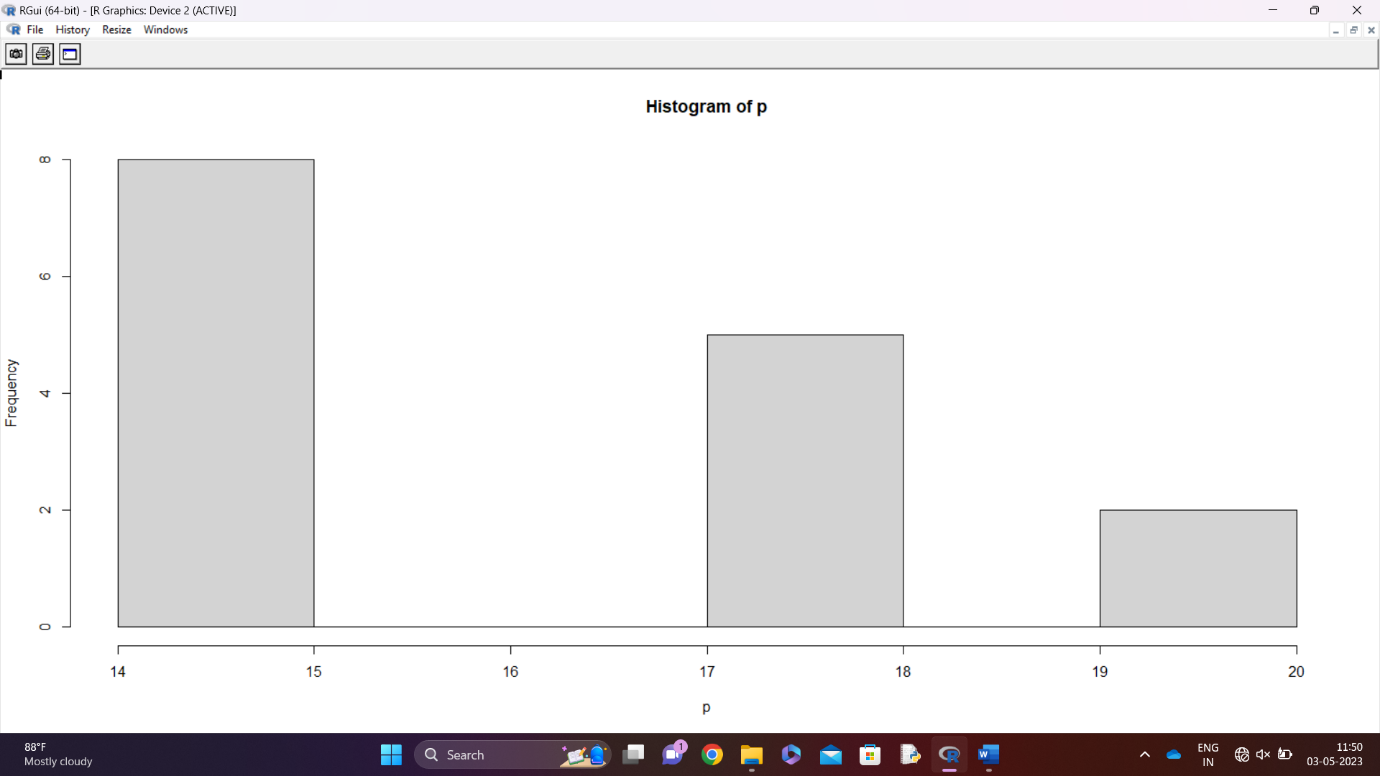 RGui (64-bit) - [R Graphics: Device 2 (ACTIVE)]
File History Resize Windows
Histogram of p
Frequency
8
6
4
2
0
14 15 16 17 18 19 20
p
88°F
Mostly cloudy
Search
1
ENG
IN
11:50
03-05-2023